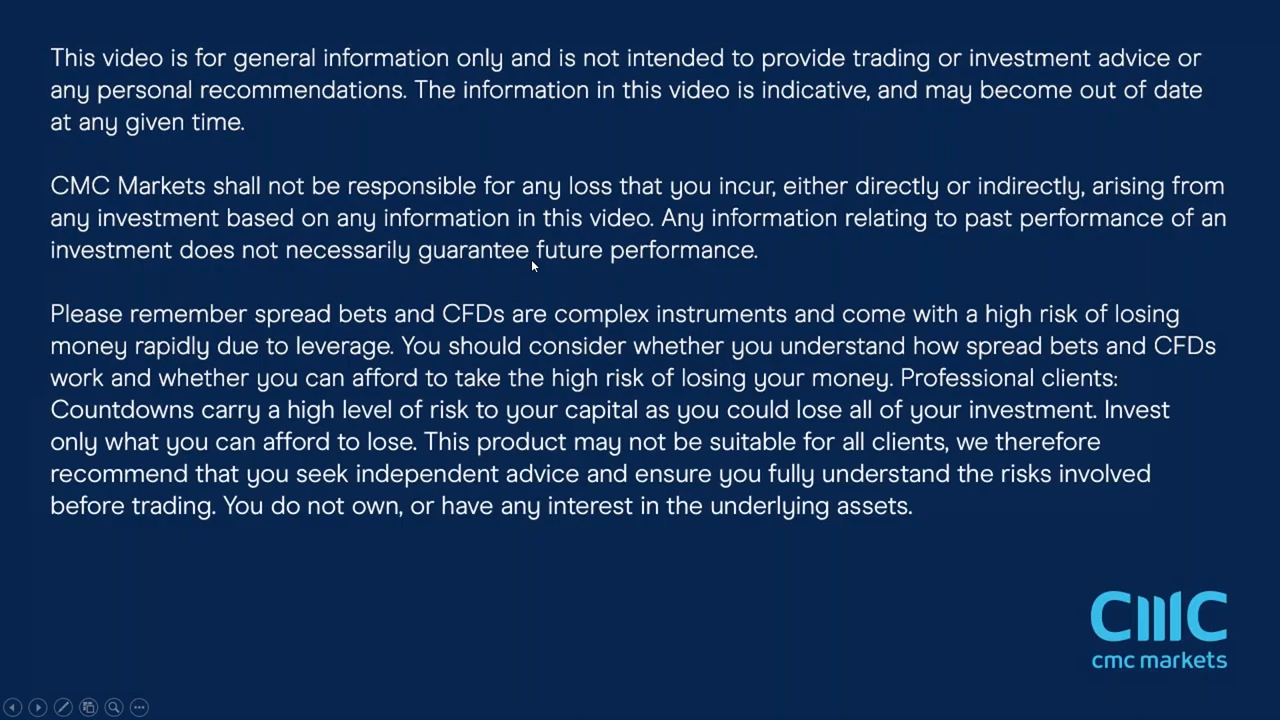 This video is for general information only and is not intended to provide trading or investment advice or
any personal recommendations. The information in this video is indicative, and may become out of date
at any given time.
CMC Markets shall not be responsible for any loss that you incur, either directly or indirectly, arising from
any investment based on any information in this video. Any information relating to past performance of an
investment does not necessarily guarantee future performance.
Please remember spread bets and CFDs are complex instruments and come with a high risk of losing
money rapidly due to leverage. You should consider whether you understand how spread bets and CFDs
work and whether you can afford to take the high risk of losing your money. Professional clients:
Countdowns carry a high level of risk to your capital as you could lose all of your investment. Invest
only what you can afford to lose. This product may not be suitable for all clients, we therefore
recommend that you seek independent advice and ensure you fully understand the risks involved
before trading. You do not own, or have any interest in the underlying assets.
CMC
cmc markets